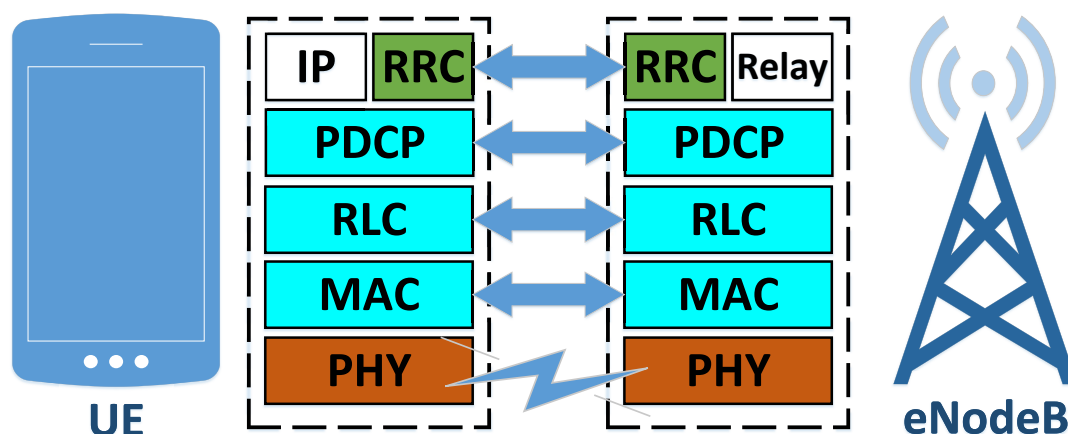 IP RRC RRC Relay
PDCP PDCP
RLC RLC
MAC MAC
PHY PHY
UE eNodeB